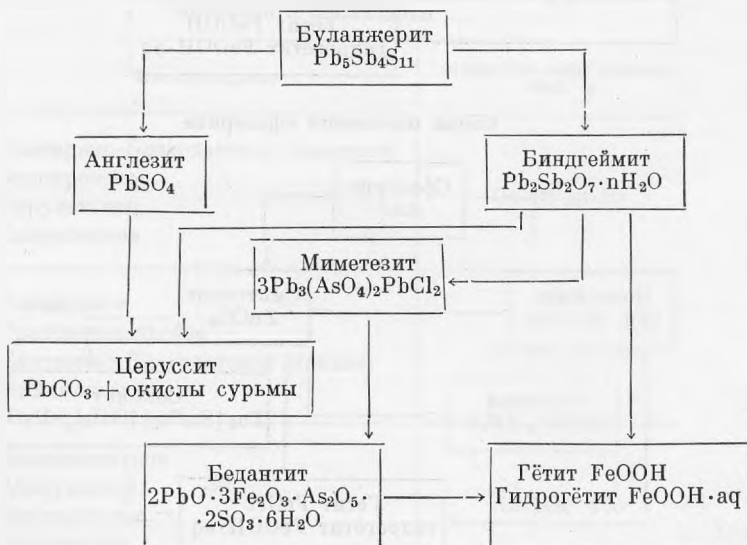 Буланжерит
Pb₅Sb₄S₁₁
Англезит
PbSO₄
Биндгеймит
Pb₂Sb₂O₇·nH₂O
Миметезит
3Pb₃(AsO₄)₂PbCl₂
Церуссит
PbCO₃ + окислы сурьмы
Бедантит
2PbO·3Fe₂O₃·As₂O₅·
·2SO₃·6H₂O
Гётит FeOOH
Гидрогётит FeOOH·aq